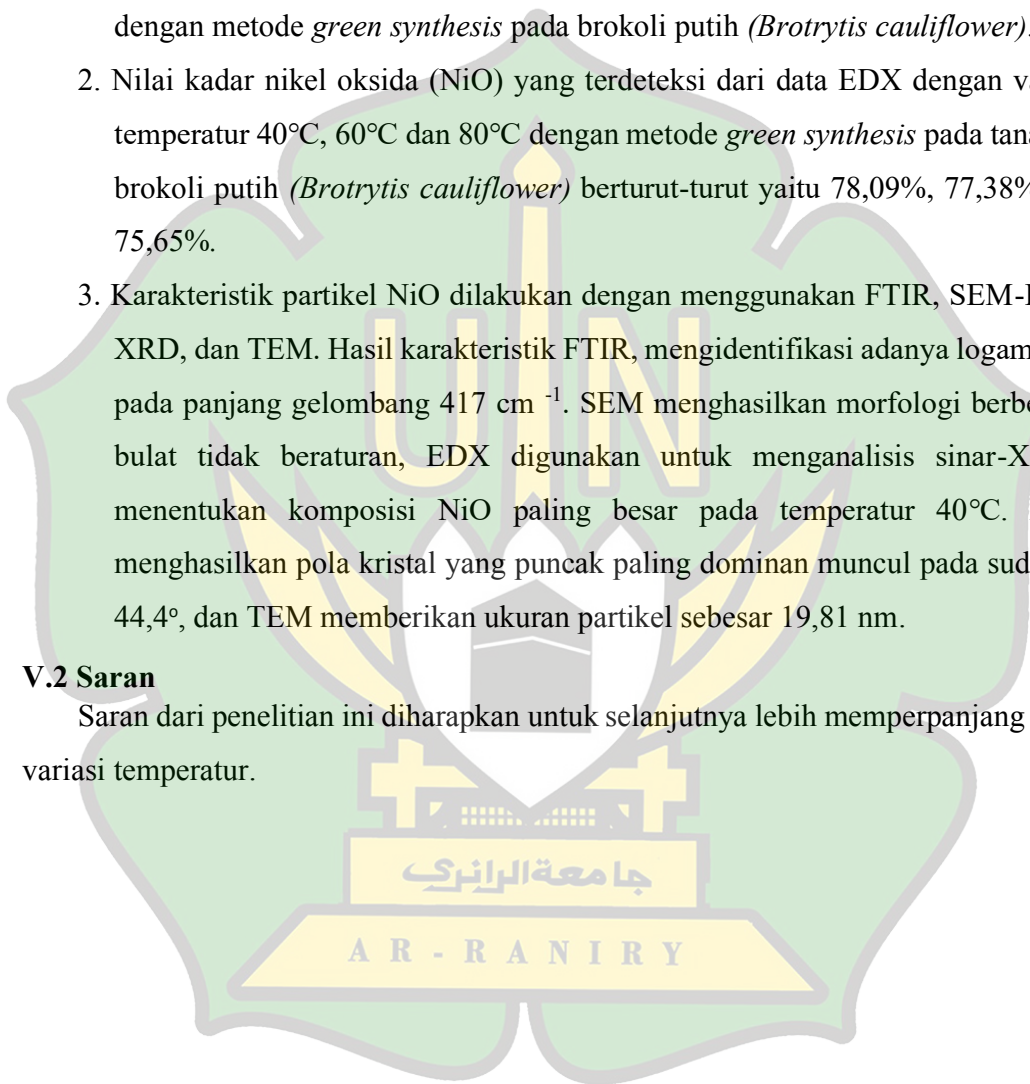 dengan metode green synthesis pada brokoli putih (Brotrytis cauliflower)
2. Nilai kadar nikel oksida (NiO) yang terdeteksi dari data EDX dengan
temperatur 40°C, 60°C dan 80°C dengan metode green synthesis pada
brokoli putih (Brotrytis cauliflower) berturut-turut yaitu 78,09%, 77,38%
75,65%.
3. Karakteristik partikel NiO dilakukan dengan menggunakan FTIR,
XRD, dan TEM. Hasil karakteristik FTIR, mengidentifikasi adanya logam
pada panjang gelombang 417 cm ⁻¹. SEM menghasilkan morfologi
bulat tidak beraturan, EDX digunakan untuk menganalisis sinar-X
menentukan komposisi NiO paling besar pada temperatur 40°C.
menghasilkan pola kristal yang puncak paling dominan muncul pada
44,4°, dan TEM memberikan ukuran partikel sebesar 19,81 nm.
V.2 Saran
Saran dari penelitian ini diharapkan untuk selanjutnya lebih memperpanjang
variasi temperatur.
UIN
جامعة الرانري
AR-RANIRY